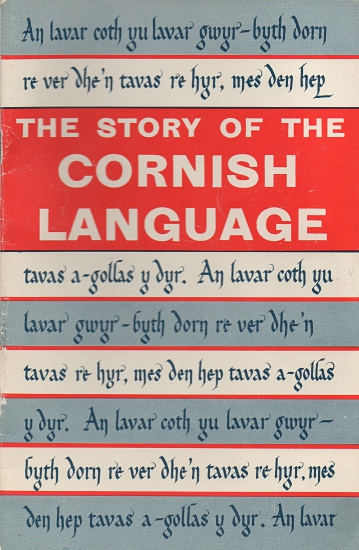 An lavar coth yu lavar gwyr–byth dorn
re ver dhe'n tavas re hyr, mes den hep
THE STORY OF THE
CORNISH
LANGUAGE
tavas a-gollas y dyr. An lavar coth yu
lavar gwyr–byth dorn re ver dhe'n
tavas re hyr, mes den hep tavas a-gollas
y dyr. An lavar coth yu lavar gwyr–
byth dorn re ver dhe'n tavas re hyr, mes
den hep tavas a-gollas y dyr. An lavar